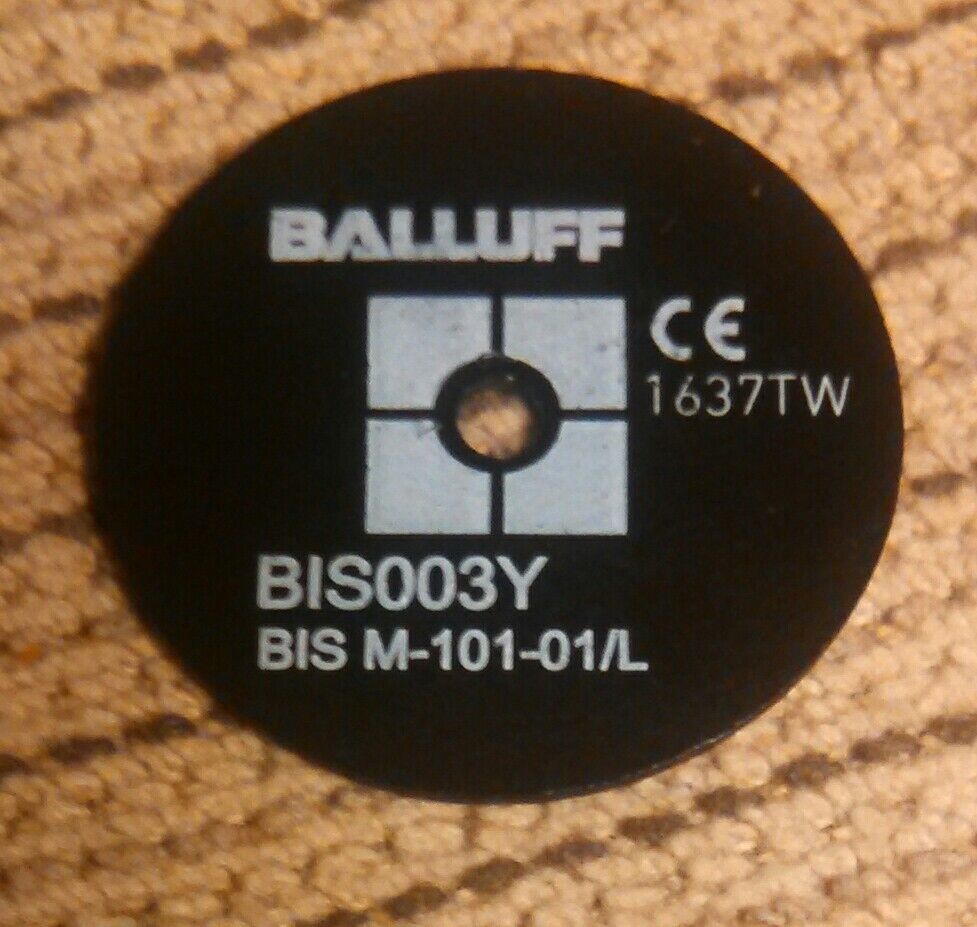 BALLUFF
CE
1637TW
BIS003Y
BIS M-101-01/L